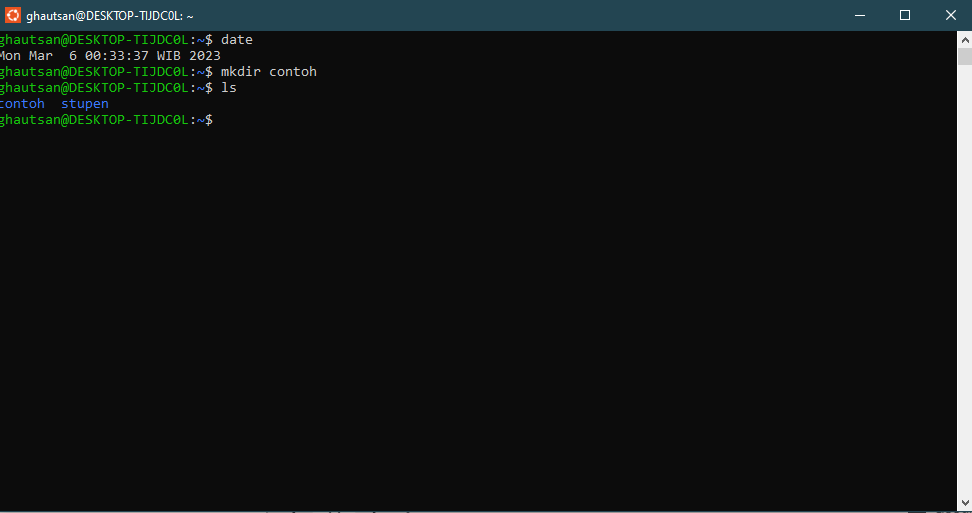 ghautsan@DESKTOP-TIJDC0L: ~
ghautsan@DESKTOP-TIJDC0L:~$ date
Mon Mar  6 00:33:37 WIB 2023
ghautsan@DESKTOP-TIJDC0L:~$ mkdir contoh
ghautsan@DESKTOP-TIJDC0L:~$ ls
contoh  stupen
ghautsan@DESKTOP-TIJDC0L:~$